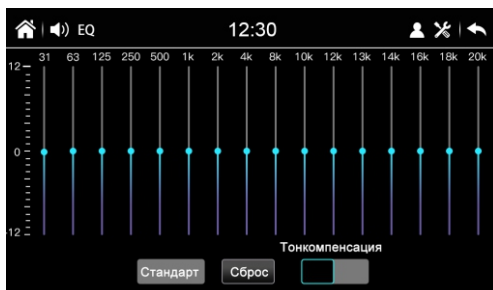 EQ 12:30
31 63 125 250 500 1k 2k 4k 8k 10k 12k 13k 14k 16k 18k 20k
12
0
-12
Тонкомпенсация
Стандарт Сброс